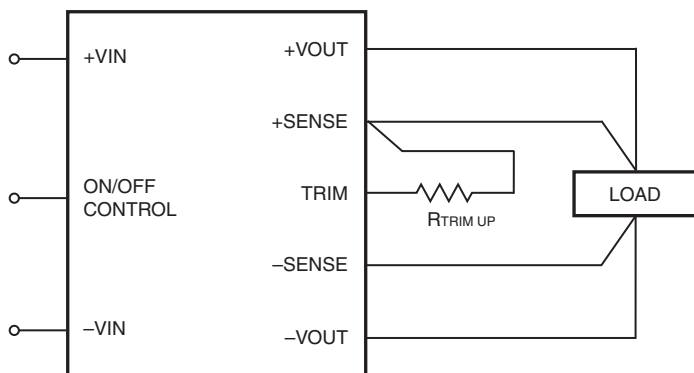 +VIN
+VOUT
+SENSE
ON/OFF
CONTROL
TRIM
RTRIM UP
LOAD
–SENSE
–VIN
–VOUT